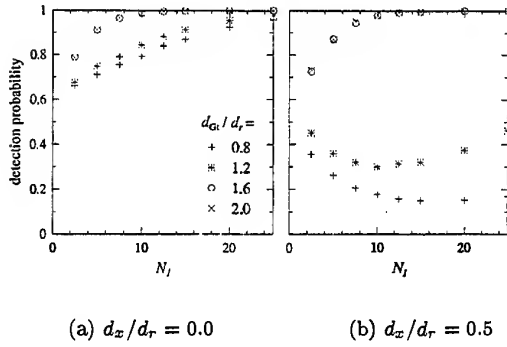 detection probability
1
0.8
0.6
0.4
0.2
0
0
10
20
N_I
d_Gt / d_r =
+ 0.8
* 1.2
o 1.6
× 2.0
0
10
20
N_I
(a) d_x/d_r = 0.0
(b) d_x/d_r = 0.5